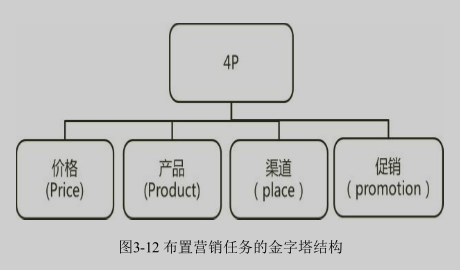 4P
价格
(Price)
产品
(Product)
渠道
( place )
促销
( promotion )
图3-12 布置营销任务的金字塔结构